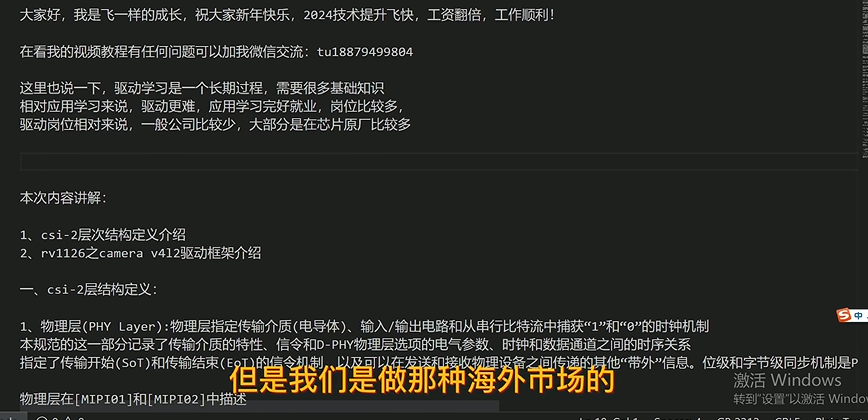 大家好，我是飞一样的成长，祝大家新年快乐，2024技术提升飞快，工资翻倍，工作顺利！
在看我的视频教程有任何问题可以加我微信交流：tu18879499804
这里也说一下，驱动学习是一个长期过程，需要很多基础知识
相对应用学习来说，驱动更难，应用学习完好就业，岗位比较多，
驱动岗位相对来说，一般公司比较少，大部分是在芯片原厂比较多
本次内容讲解：
1、csi-2层次结构定义介绍
2、rv1126之camera v4l2驱动框架介绍
一、csi-2层结构定义：
1、物理层(PHY Layer):物理层指定传输介质(电导体)、输入/输出电路和从串行比特流中捕获“1”和“0”的时钟机制
本规范的这一部分记录了传输介质的特性、信令和D-PHY物理层选项的电气参数、时钟和数据通道之间的时序关系
指定了传输开始(SoT)和传输结束(EoT)的信令机制，以及可以在发送和接收物理设备之间传递的其他“带外”信息。位级和字节级同步机制是P
但是我们是做那种海外市场的
物理层在[MIPI01]和[MIPI02]中描述
中
激活 Windows
转到“设置”以激活 Window